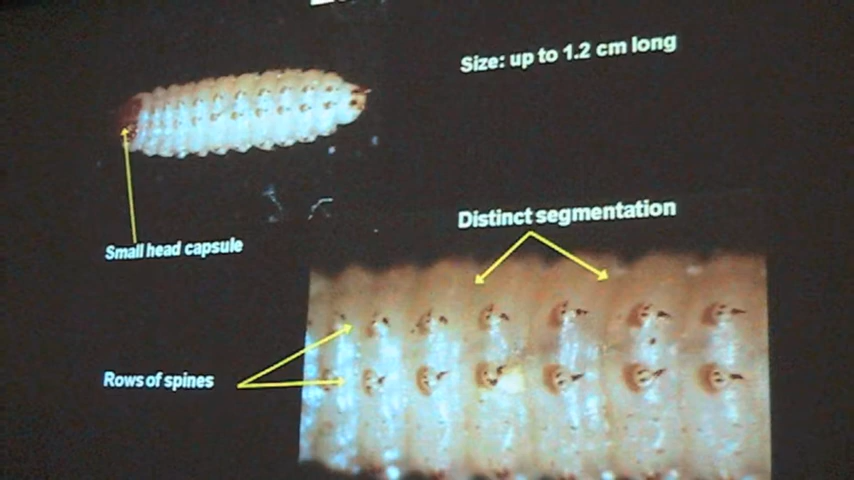 Size: up to 1.2 cm long
Small head capsule
Distinct segmentation
Rows of spines